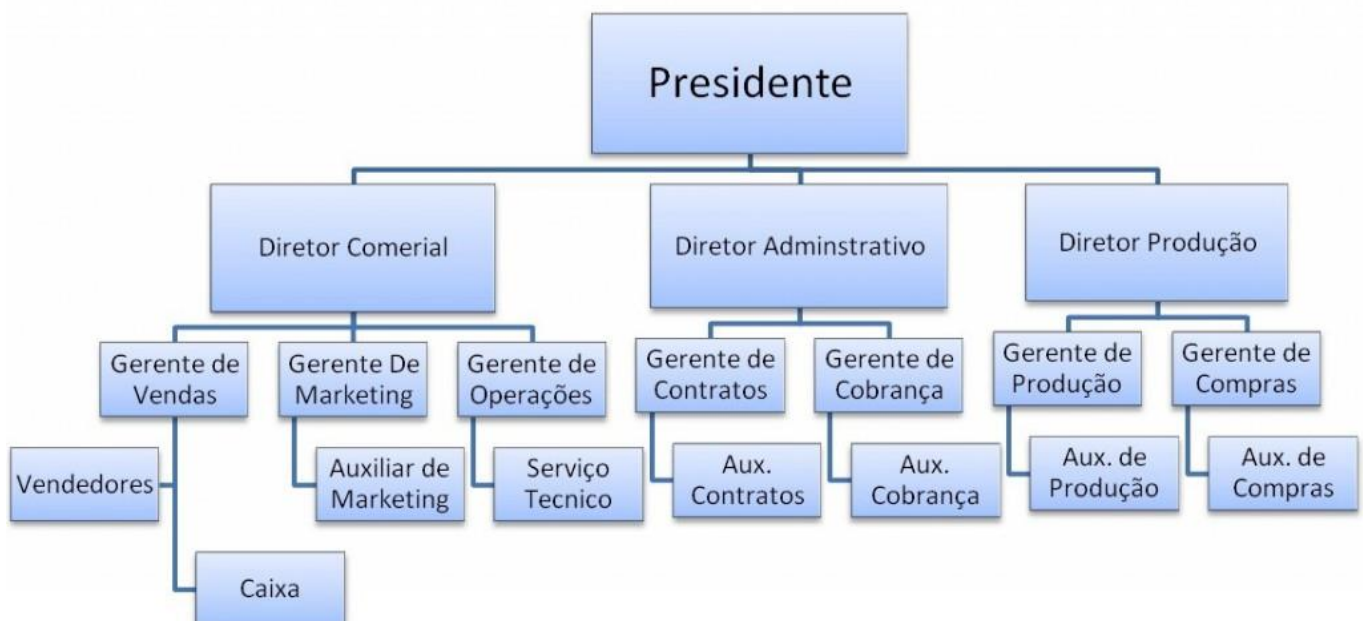 Presidente
Diretor Comerial
Diretor Adminstrativo
Diretor Produção
Gerente de
Vendas
Gerente De
Marketing
Gerente de
Operações
Gerente de
Contratos
Gerente de
Cobrança
Gerente de
Produção
Gerente de
Compras
Vendedores
Auxiliar de
Marketing
Serviço
Tecnico
Aux.
Contratos
Aux.
Cobrança
Aux. de
Produção
Aux. de
Compras
Caixa